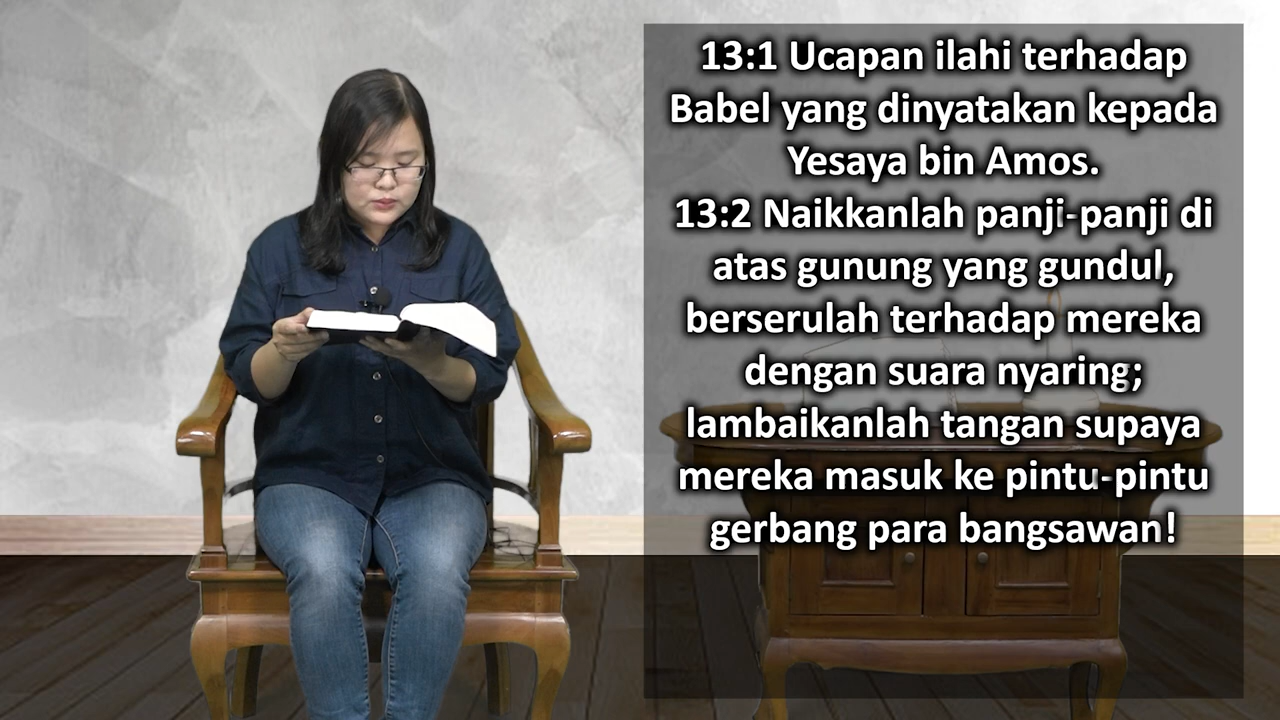 13:1 Ucapan ilahi terhadap
Babel yang dinyatakan kepada
Yesaya bin Amos.
13:2 Naikkanlah panji-panji di
atas gunung yang gundul,
berserulah terhadap mereka
dengan suara nyaring;
lambaikanlah tangan supaya
mereka masuk ke pintu-pintu
gerbang para bangsawan!